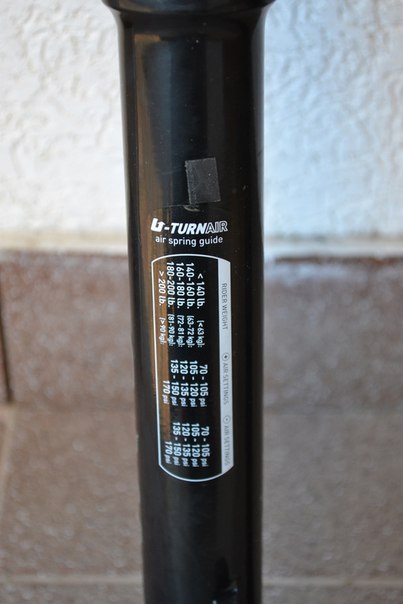 U-TURNAIR
air spring guide
RIDER WEIGHT + AIR SETTINGS - AIR SETTINGS
< 140 lb. (< 63 kg): 70 - 105 psi 70 - 105 psi
140-160 lb. (63-72 kg): 105 - 120 psi 105 - 120 psi
160-180 lb. (72-81 kg): 120 - 135 psi 120 - 135 psi
180-200 lb. (81-90 kg): 135 - 150 psi 135 - 150 psi
> 200 lb. (> 90 kg): 170 psi 170 psi